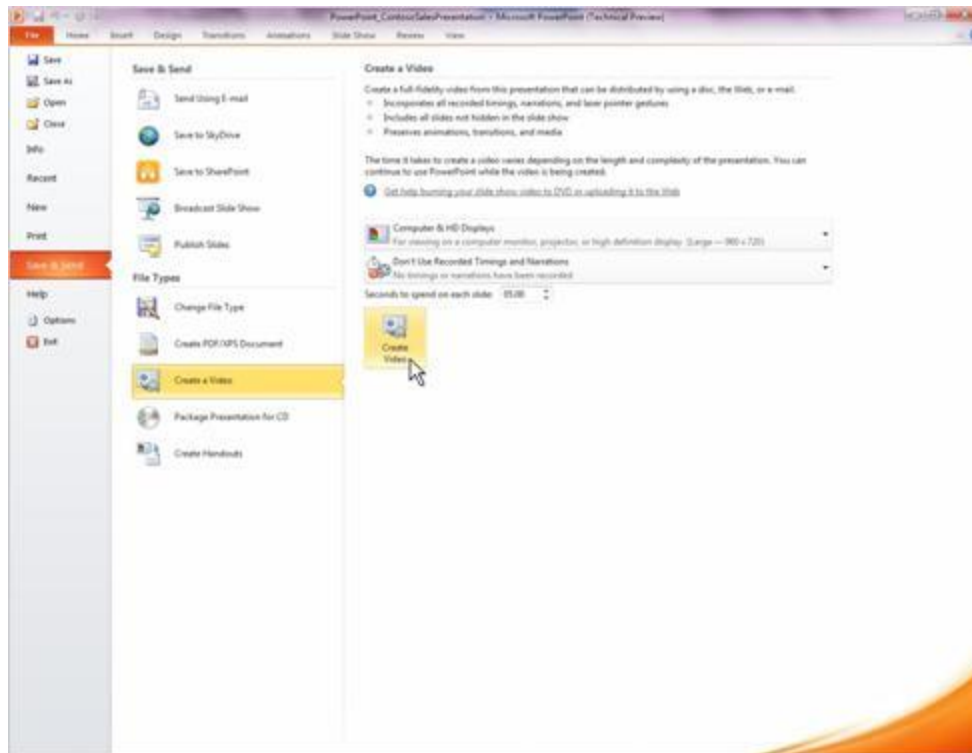 PowerPoint_ContosoSalesPresentation - Microsoft PowerPoint (Technical Preview)
File Home Insert Design Transitions Animations Slide Show Review View
Save
Save As
Open
Close
Info
Recent
New
Print
Save & Send
Help
Options
Exit
Save & Send
Send Using E-mail
Save to SkyDrive
Save to SharePoint
Broadcast Slide Show
Publish Slides
File Types
Change File Type
Create PDF/XPS Document
Create a Video
Package Presentation for CD
Create Handouts
Create a Video
Create a full-fidelity video from this presentation that can be distributed by using a disc, the Web, or e-mail.
Incorporates all recorded timings, narrations, and laser pointer gestures
Includes all slides not hidden in the slide show
Preserves animations, transitions, and media
The time it takes to create a video varies depending on the length and complexity of the presentation. You can
continue to use PowerPoint while the video is being created.
Get help burning your slide show video to DVD or uploading it to the Web
Computer & HD Displays
For viewing on a computer monitor, projector, or high definition display (Large -- 960 x 720)
Don't Use Recorded Timings and Narrations
No timings or narrations have been recorded
Seconds to spend on each slide: 05.00
Create
Video